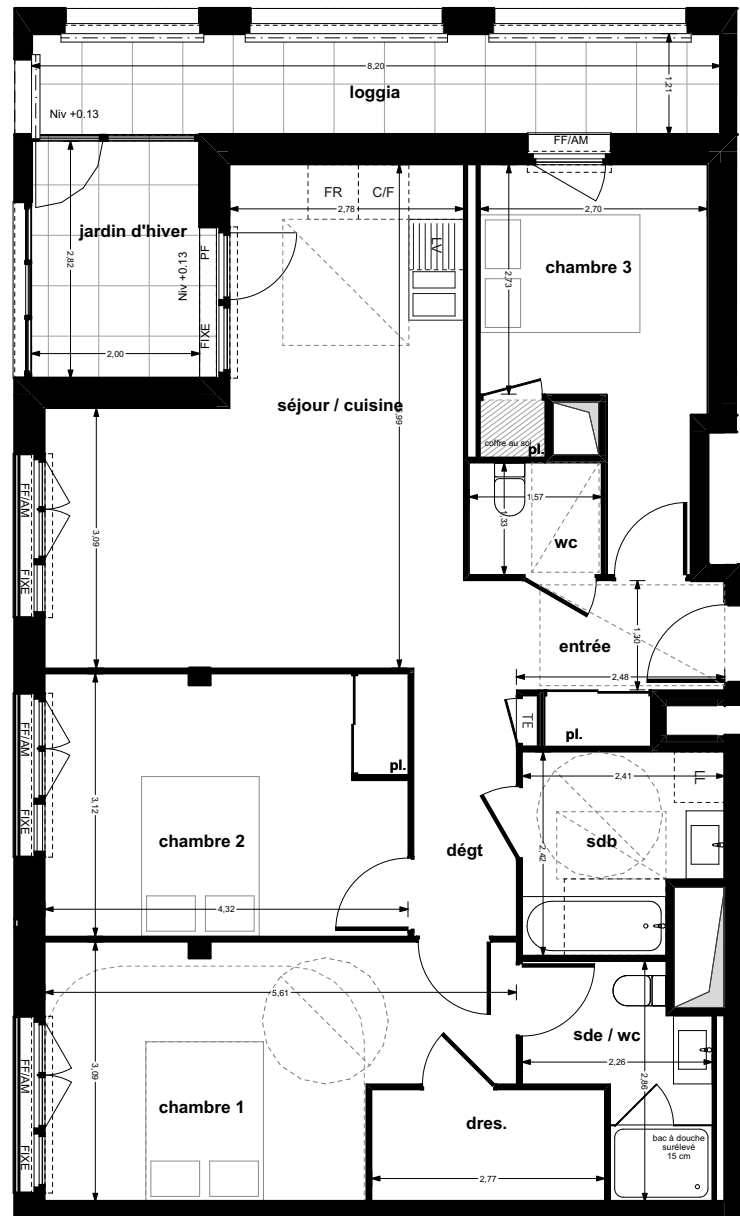 8,20
1,21
loggia
Niv +0.13
FF/AM
FR
C/F
2,78
2,70
jardin d'hiver
LV
PF
Niv +0.13
FIXE
chambre 3
2,82
2,73
2,00
séjour / cuisine
5,99
coffre au sol
pl.
FF/AM
FIXE
3,09
1,57
1,33
wc
1,30
entrée
2,48
TE
pl.
FF/AM
FIXE
pl.
3,12
2,41
LL
chambre 2
dégt
sdb
2,42
4,32
5,61
sde / wc
2,26
2,86
FF/AM
FIXE
3,09
chambre 1
dres.
bac à douche
surélevé
15 cm
2,77